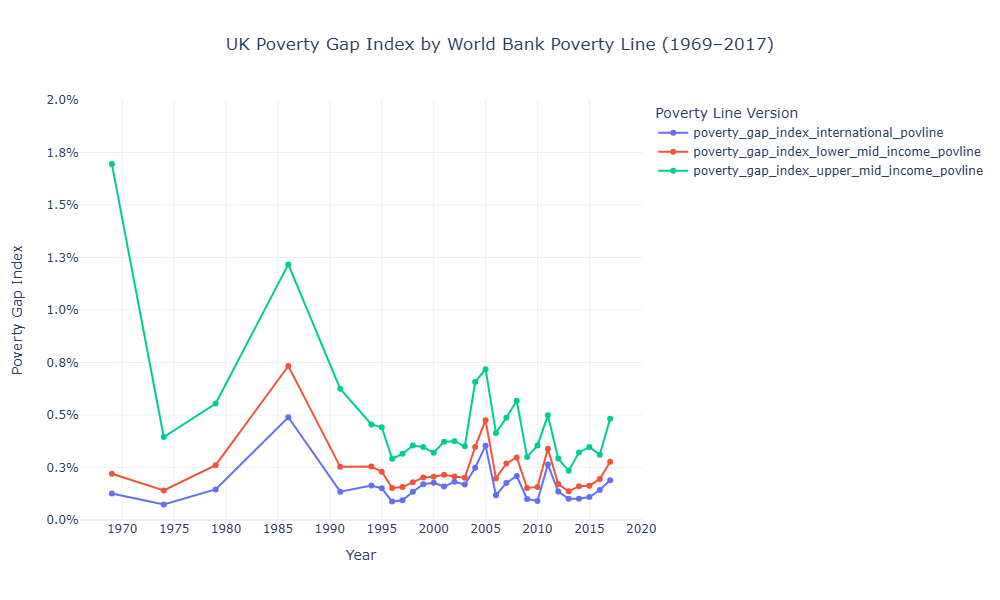 UK Poverty Gap Index by World Bank Poverty Line (1969–2017)
Poverty Line Version
poverty_gap_index_international_povline
poverty_gap_index_lower_mid_income_povline
poverty_gap_index_upper_mid_income_povline
Poverty Gap Index
2.0%
1.8%
1.5%
1.3%
1.0%
0.8%
0.5%
0.3%
0.0%
1970 1975 1980 1985 1990 1995 2000 2005 2010 2015 2020
Year